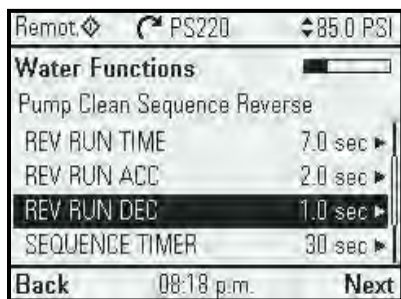 Remot. PS220 85.0 PSI
Water Functions
Pump Clean Sequence Reverse
REV RUN TIME 7.0 sec
REV RUN ACC 2.0 sec
REV RUN DEC 1.0 sec
SEQUENCE TIMER 30 sec
Back 08:18 p.m. Next